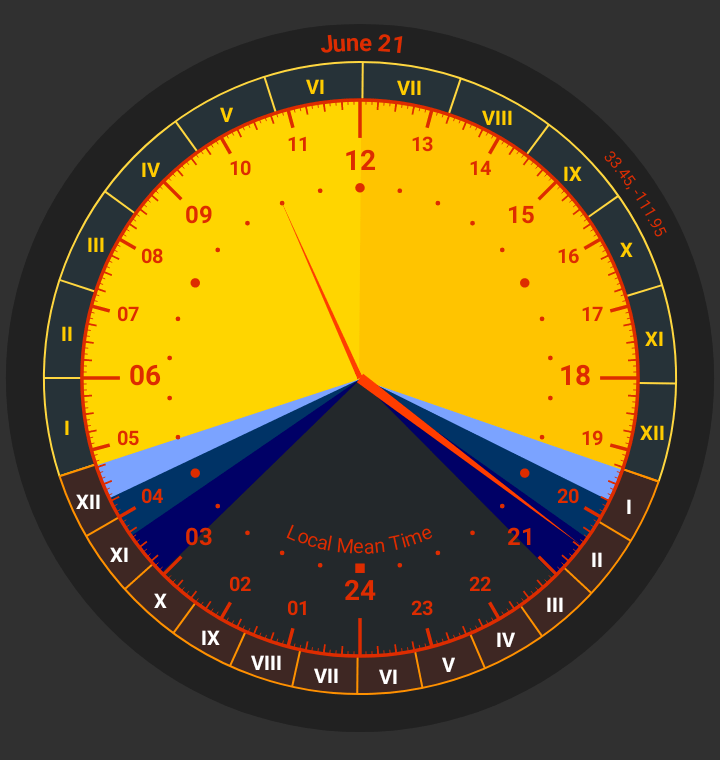 June 21
33.45, -111.95
I
II
III
IV
V
VI
VII
VIII
IX
X
XI
XII
I
II
III
IV
V
VI
VII
VIII
IX
X
XI
XII
12
13
14
15
16
17
18
19
20
21
22
23
24
01
02
03
04
05
06
07
08
09
10
11
Local Mean Time